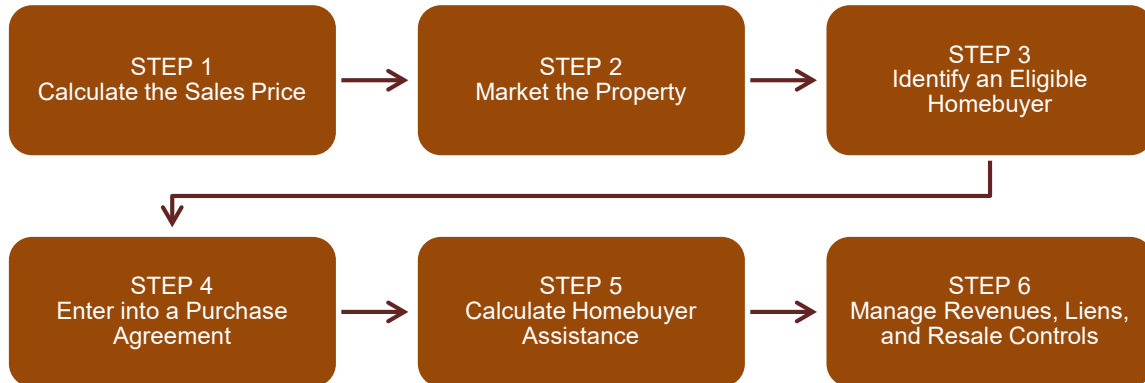 STEP 1
Calculate the Sales Price
STEP 2
Market the Property
STEP 3
Identify an Eligible
Homebuyer
STEP 4
Enter into a Purchase
Agreement
STEP 5
Calculate Homebuyer
Assistance
STEP 6
Manage Revenues, Liens,
and Resale Controls